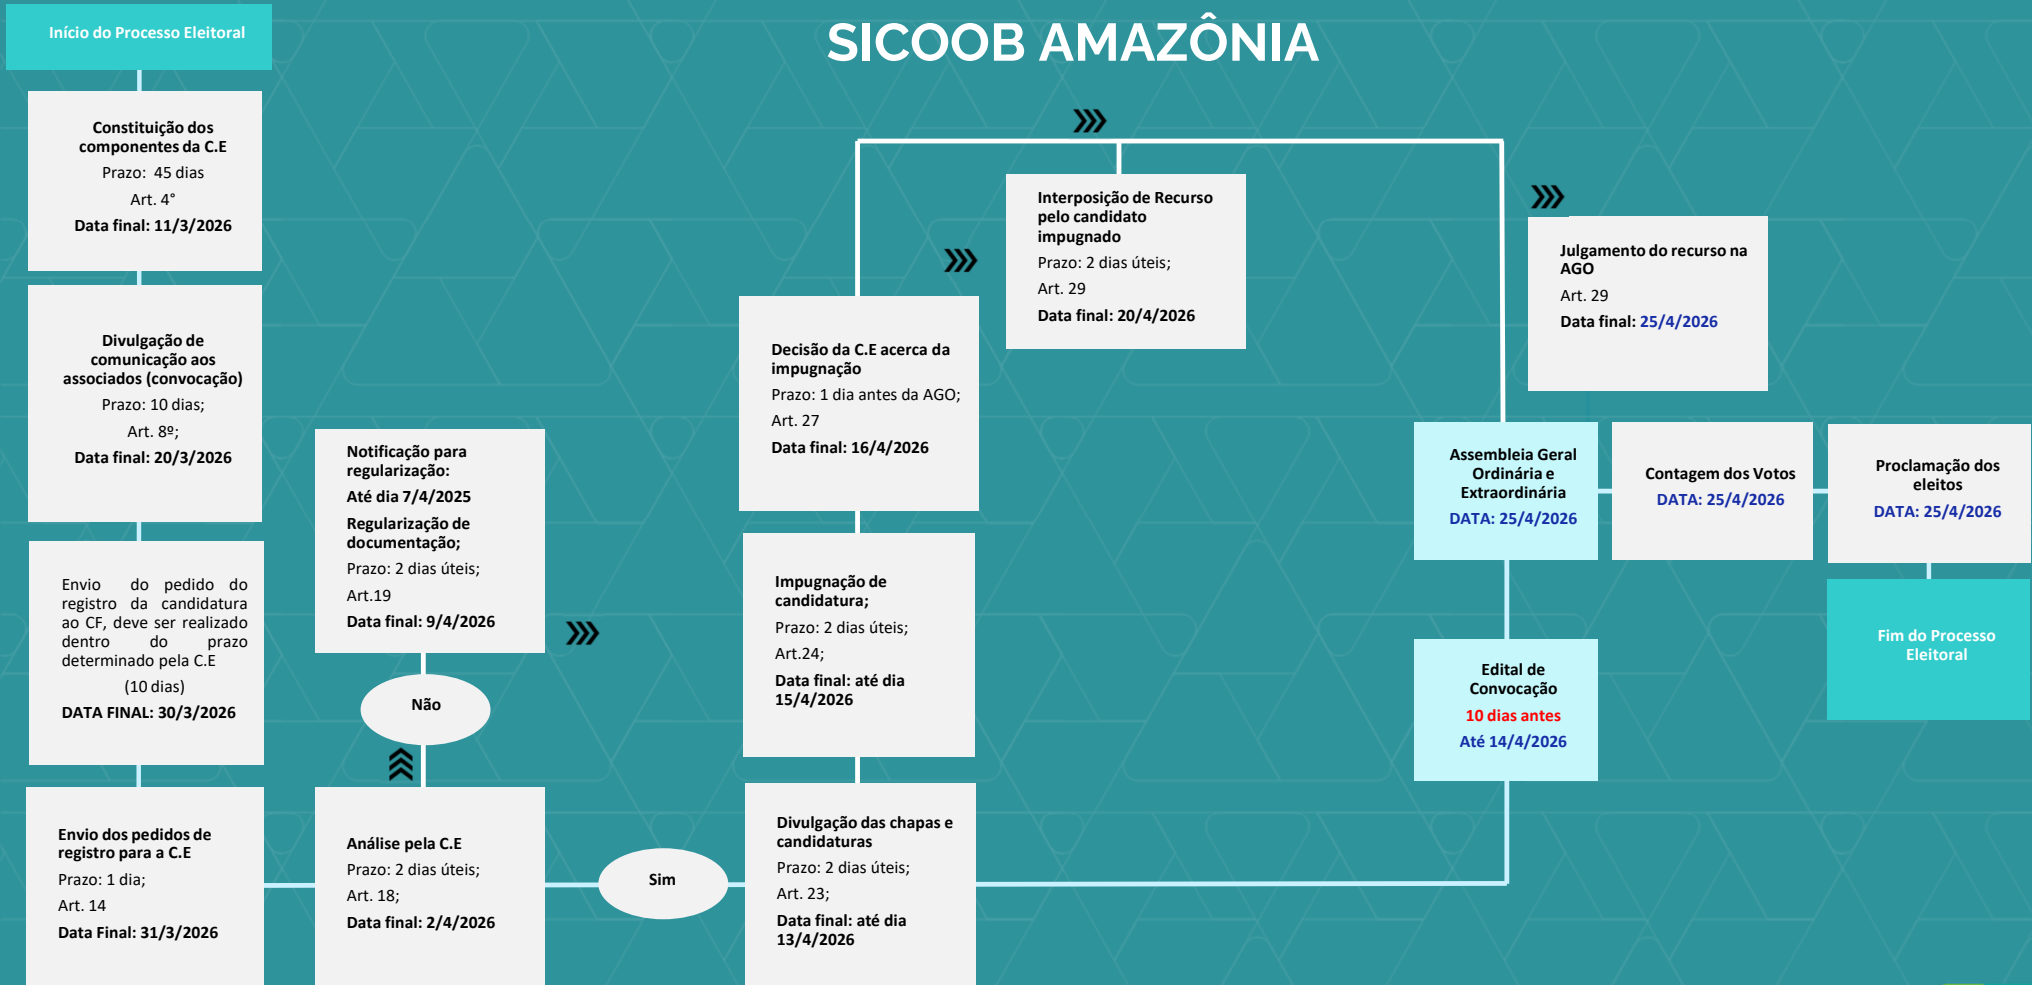 SICOOB AMAZÔNIA
Início do Processo Eleitoral
Constituição dos
componentes da C.E
Prazo: 45 dias
Art. 4°
Data final: 11/3/2026
Divulgação de
comunicação aos
associados (convocação)
Prazo: 10 dias;
Art. 8º;
Data final: 20/3/2026
Envio do pedido do
registro da candidatura
ao CF, deve ser realizado
dentro do prazo
determinado pela C.E
(10 dias)
DATA FINAL: 30/3/2026
Envio dos pedidos de
registro para a C.E
Prazo: 1 dia;
Art. 14
Data Final: 31/3/2026
Análise pela C.E
Prazo: 2 dias úteis;
Art. 18;
Data final: 2/4/2026
Não
Notificação para
regularização:
Até dia 7/4/2025
Regularização de
documentação;
Prazo: 2 dias úteis;
Art.19
Data final: 9/4/2026
Sim
Divulgação das chapas e
candidaturas
Prazo: 2 dias úteis;
Art. 23;
Data final: até dia
13/4/2026
Impugnação de
candidatura;
Prazo: 2 dias úteis;
Art.24;
Data final: até dia
15/4/2026
Decisão da C.E acerca da
impugnação
Prazo: 1 dia antes da AGO;
Art. 27
Data final: 16/4/2026
Interposição de Recurso
pelo candidato
impugnado
Prazo: 2 dias úteis;
Art. 29
Data final: 20/4/2026
Julgamento do recurso na
AGO
Art. 29
Data final: 25/4/2026
Edital de
Convocação
10 dias antes
Até 14/4/2026
Assembleia Geral
Ordinária e
Extraordinária
DATA: 25/4/2026
Contagem dos Votos
DATA: 25/4/2026
Proclamação dos
eleitos
DATA: 25/4/2026
Fim do Processo
Eleitoral